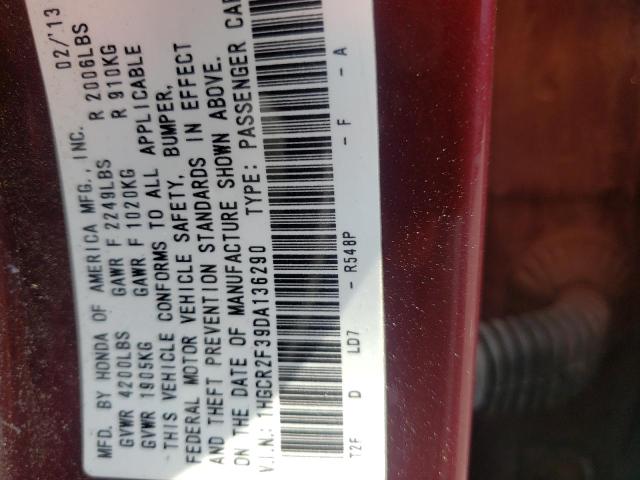 MFD. BY HONDA OF AMERICA MFG., INC. 02/'13
GVWR 4200LBS GAWR F 2249LBS R 2006LBS
GVWR 1905KG GAWR F 1020KG R 910KG
THIS VEHICLE CONFORMS TO ALL APPLICABLE
FEDERAL MOTOR VEHICLE SAFETY, BUMPER,
AND THEFT PREVENTION STANDARDS IN EFFECT
ON THE DATE OF MANUFACTURE SHOWN ABOVE.
V.I.N.: 1HGCR2F39DA136290 TYPE: PASSENGER CAR
T2F D LD7 - R548P - F - A